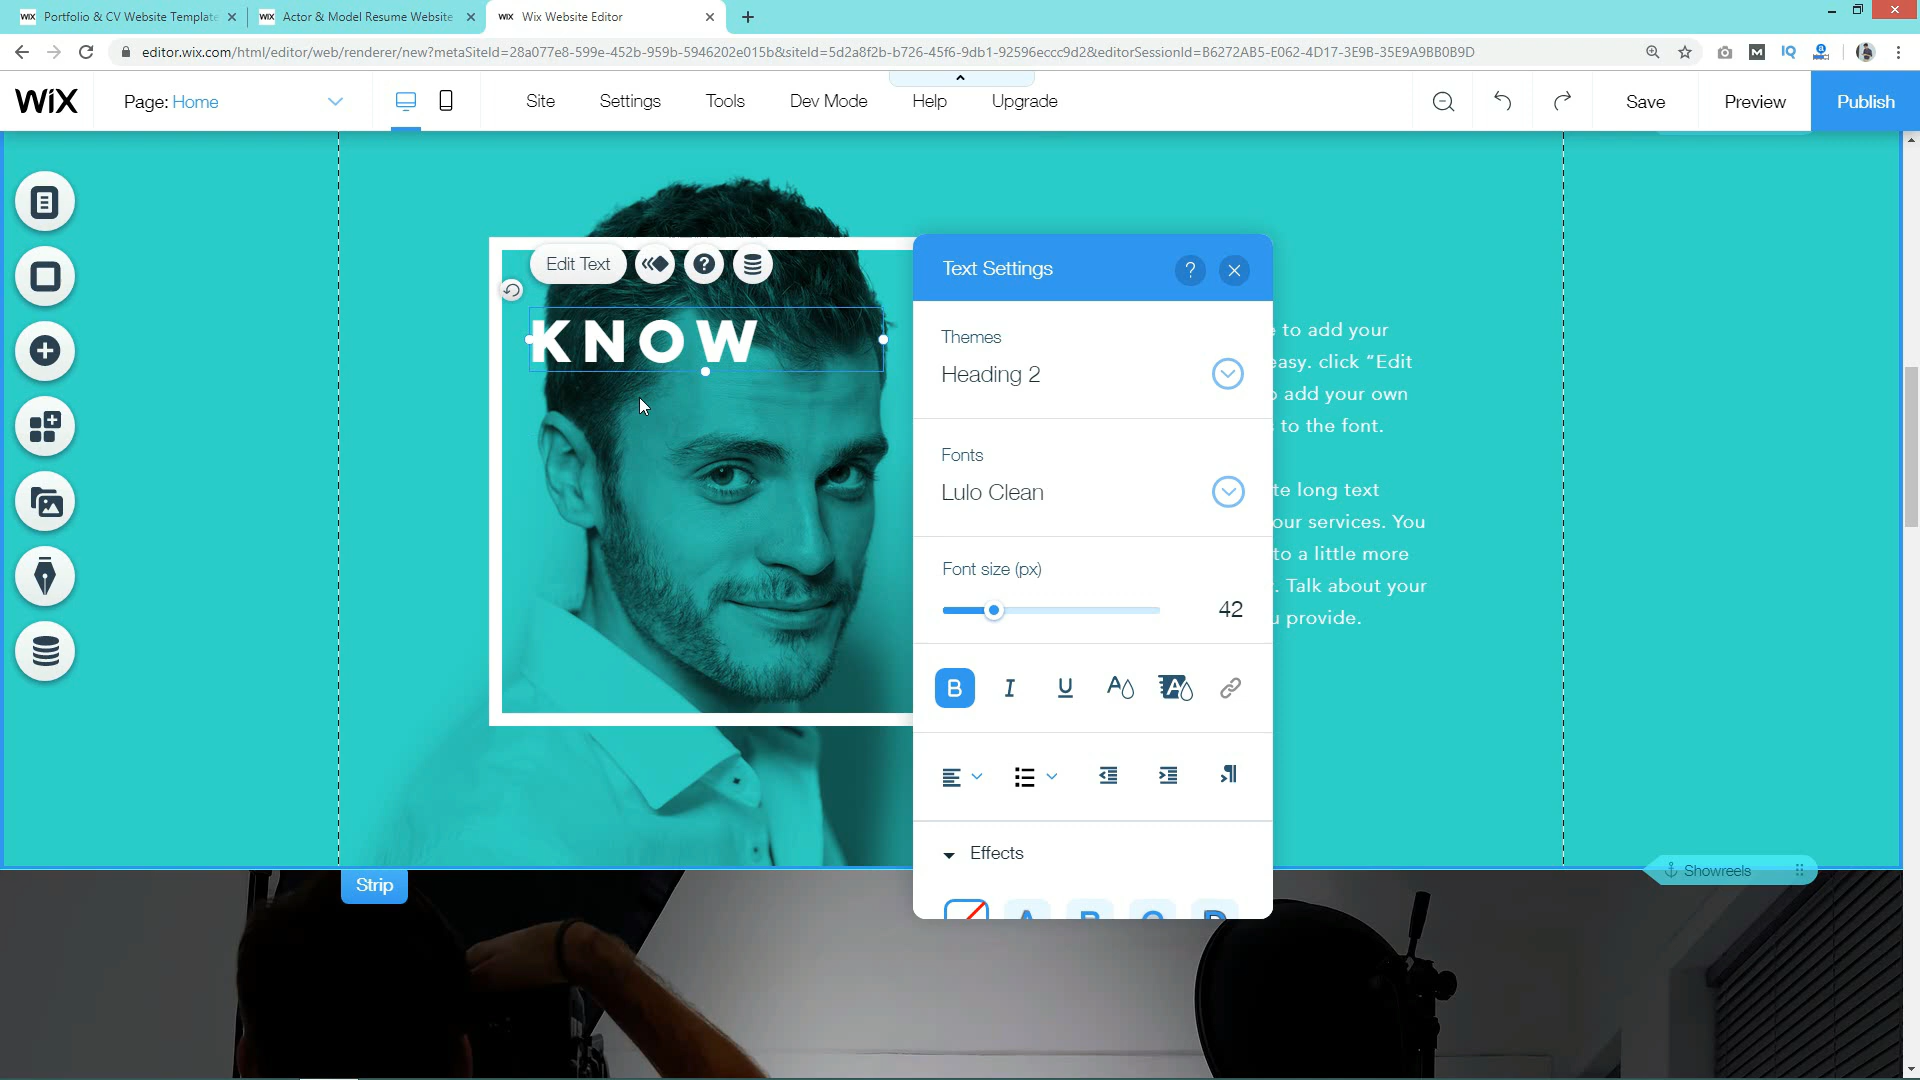 WiX Portfolio & CV Website Template
WiX Actor & Model Resume Website
WiX Wix Website Editor
editor.wix.com/html/editor/web/renderer/new?metaSiteId=28a077e8-599e-452b-959b-5946202e015b&siteId=5d2a8f2b-b726-45f6-9db1-92596eccc9d2&editorSessionId=B6272AB5-E062-4D17-3E9B-35E9A9BB0B9D
M
IQ
WiX
Page: Home
Site
Settings
Tools
Dev Mode
Help
Upgrade
Save
Preview
Publish
Edit Text
?
KNOW
Text Settings
?
Themes
Heading 2
Fonts
Lulo Clean
Font size (px)
42
B I U A A
Effects
to add your
easy. click “Edit
add your own
to the font.
te long text
our services. You
to a little more
. Talk about your
u provide.
Showreels
Strip